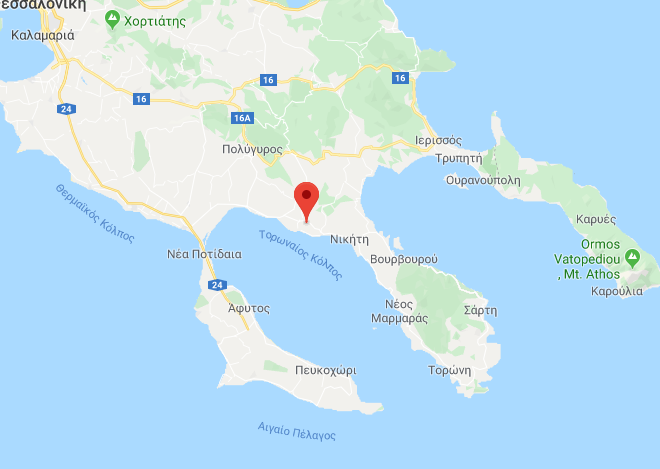 εσσαλονίκη
Χορτιάτης
Καλαμαριά
16
16
24
16
16A
Ιερισσός
Πολύγυρος
Τρυπητή
Ουρανούπολη
Θερμαϊκός Κόλπος
Καρυές
Τορωναίος Κόλπος
Νικήτη
Ormos
Vatopediou
, Mt. Athos
Νέα Ποτίδαια
Βουρβουρού
24
Καρούλια
Άφυτος
Νέος
Μαρμαράς
Σάρτη
Πευκοχώρι
Τορώνη
Αιγαίο Πέλαγος